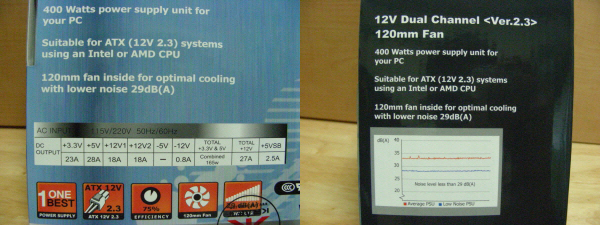 400 Watts power supply unit for
your PC
Suitable for ATX (12V 2.3) systems
using an Intel or AMD CPU
120mm fan inside for optimal cooling
with lower noise 29dB(A)
AC INPUT 115V/220V 50Hz/60Hz
DC OUTPUT +3.3V +5V +12V1 +12V2 -5V -12V TOTAL +3.3V & 5V TOTAL +12V +5VSB
23A 28A 18A 18A — 0.8A Combined 165w 27A 2.5A
1 ONE BEST
POWER SUPPLY
ATX 12V
2.3
ATX 12V 2.3
75%
EFFICIENCY
120mm Fan
12V Dual Channel <Ver.2.3>
120mm Fan
400 Watts power supply unit for
your PC
Suitable for ATX (12V 2.3) systems
using an Intel or AMD CPU
120mm fan inside for optimal cooling
with lower noise 29dB(A)
40
35
30
25
20
dB(A)
Noise level less than 29 dB(A)
Average PSU Low Noise PSU